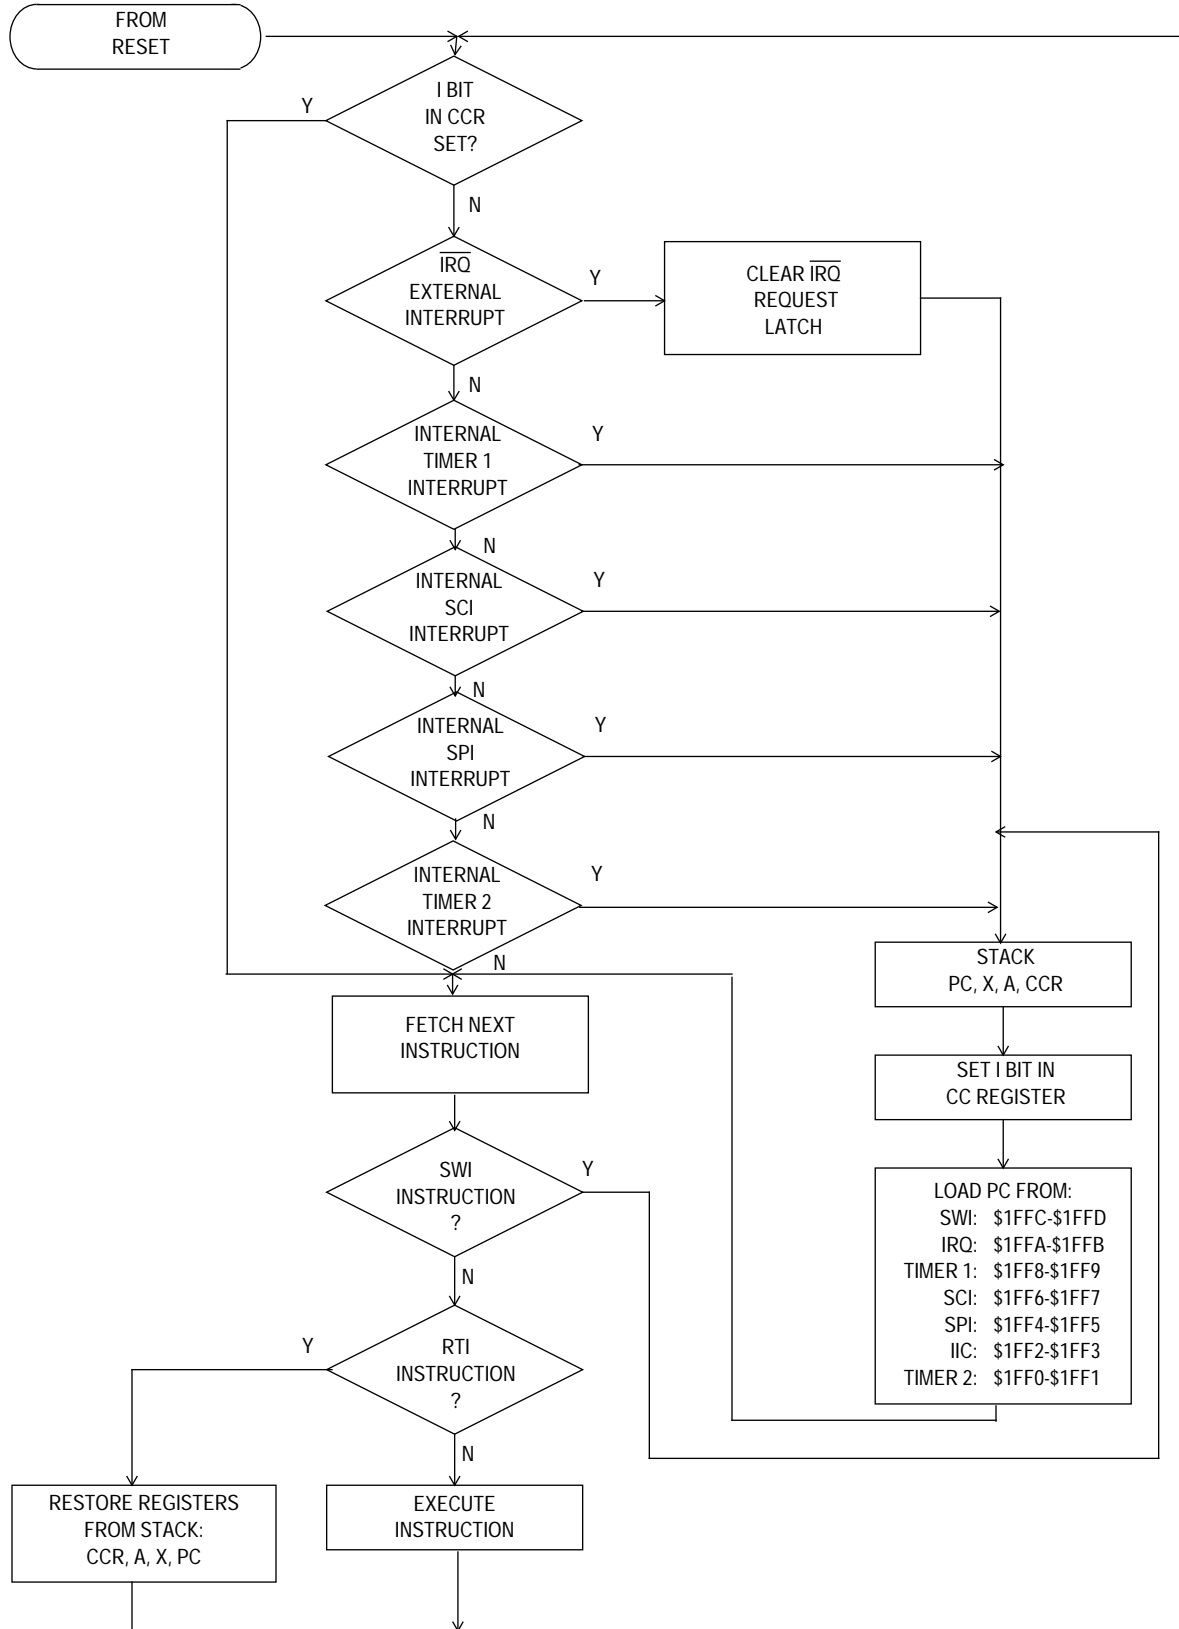 FROM
RESET
Y
I BIT
IN CCR
SET?
N
IRQ
EXTERNAL
INTERRUPT
Y
CLEAR IRQ
REQUEST
LATCH
N
INTERNAL
TIMER 1
INTERRUPT
Y
N
INTERNAL
SCI
INTERRUPT
Y
N
INTERNAL
SPI
INTERRUPT
Y
N
INTERNAL
TIMER 2
INTERRUPT
Y
N
STACK
PC, X, A, CCR
FETCH NEXT
INSTRUCTION
SET I BIT IN
CC REGISTER
SWI
INSTRUCTION
?
Y
LOAD PC FROM:
SWI: $1FFC-$1FFD
IRQ: $1FFA-$1FFB
TIMER 1: $1FF8-$1FF9
SCI: $1FF6-$1FF7
SPI: $1FF4-$1FF5
IIC: $1FF2-$1FF3
TIMER 2: $1FF0-$1FF1
N
Y
RTI
INSTRUCTION
?
N
RESTORE REGISTERS
FROM STACK:
CCR, A, X, PC
EXECUTE
INSTRUCTION